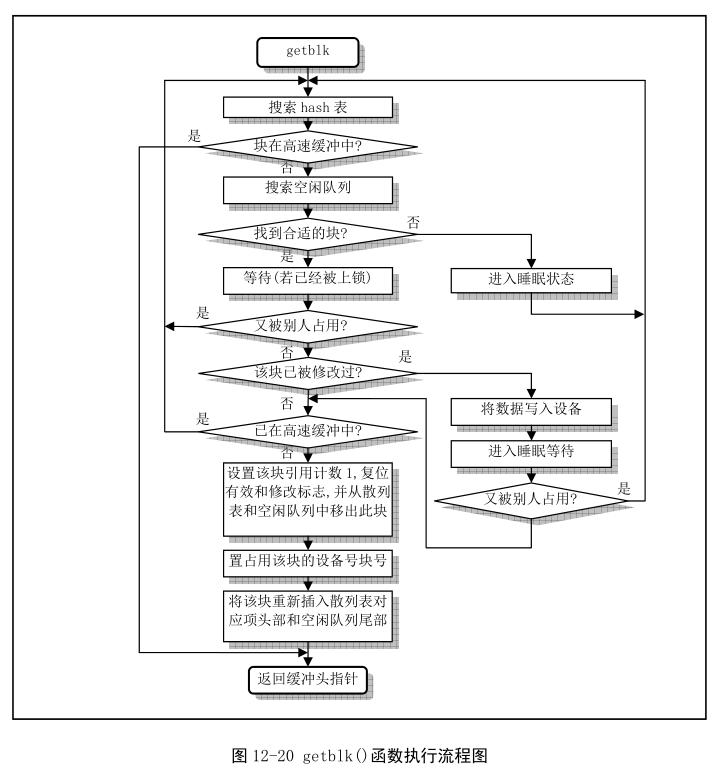 getblk
搜索 hash 表
是
块在高速缓冲中?
否
搜索空闲队列
找到合适的块?
否
是
等待(若已经被上锁)
进入睡眠状态
是
又被别人占用?
否
是
该块已被修改过?
否
将数据写入设备
是
已在高速缓冲中?
否
进入睡眠等待
设置该块引用计数 1,复位
有效和修改标志,并从散列
表和空闲队列中移出此块
是
又被别人占用?
置占用该块的设备号块号
将该块重新插入散列表对
应项头部和空闲队列尾部
返回缓冲头指针
图 12-20 getblk()函数执行流程图